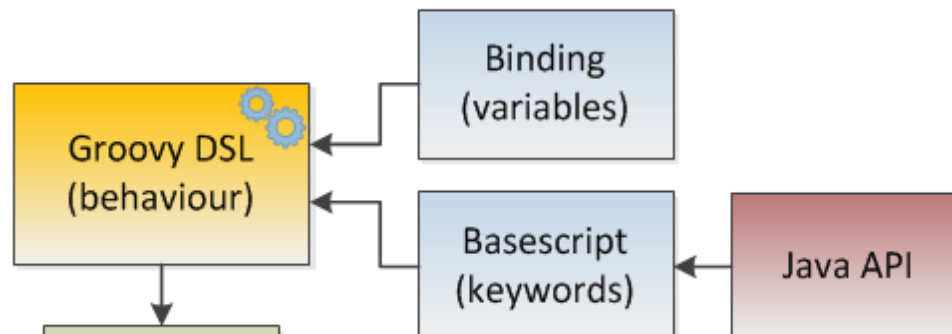 Binding
(variables)
Groovy DSL
(behaviour)
Basescript
(keywords)
Java API